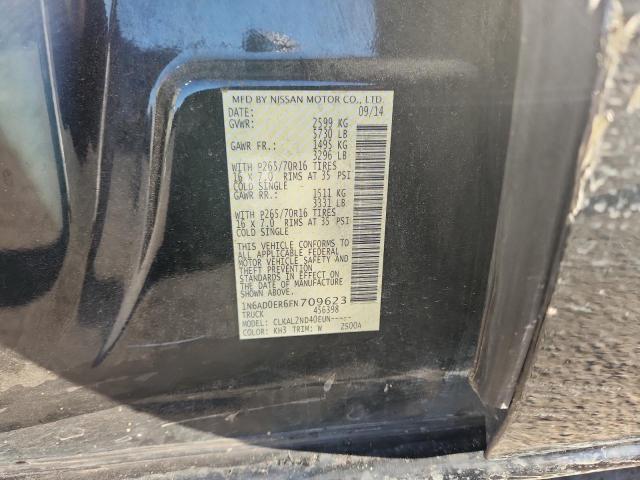 MFD BY NISSAN MOTOR CO., LTD.
DATE: 09/14
GVWR: 2599 KG
5730 LB
GAWR FR.: 1495 KG
3296 LB
WITH P265/70R16 TIRES
16 X 7.0 RIMS AT 35 PSI
COLD SINGLE
GAWR RR.: 1511 KG
3331 LB
WITH P265/70R16 TIRES
16 X 7.0 RIMS AT 35 PSI
COLD SINGLE
THIS VEHICLE CONFORMS TO
ALL APPLICABLE FEDERAL
MOTOR VEHICLE SAFETY AND
THEFT PREVENTION
STANDARDS IN EFFECT ON
THE DATE OF MANUFACTURE
SHOWN ABOVE.
1N6AD0ER6FN709623
TRUCK 456398
MODEL: CLKAL2ND40EUN-----
COLOR: KH3 TRIM: W Z500A